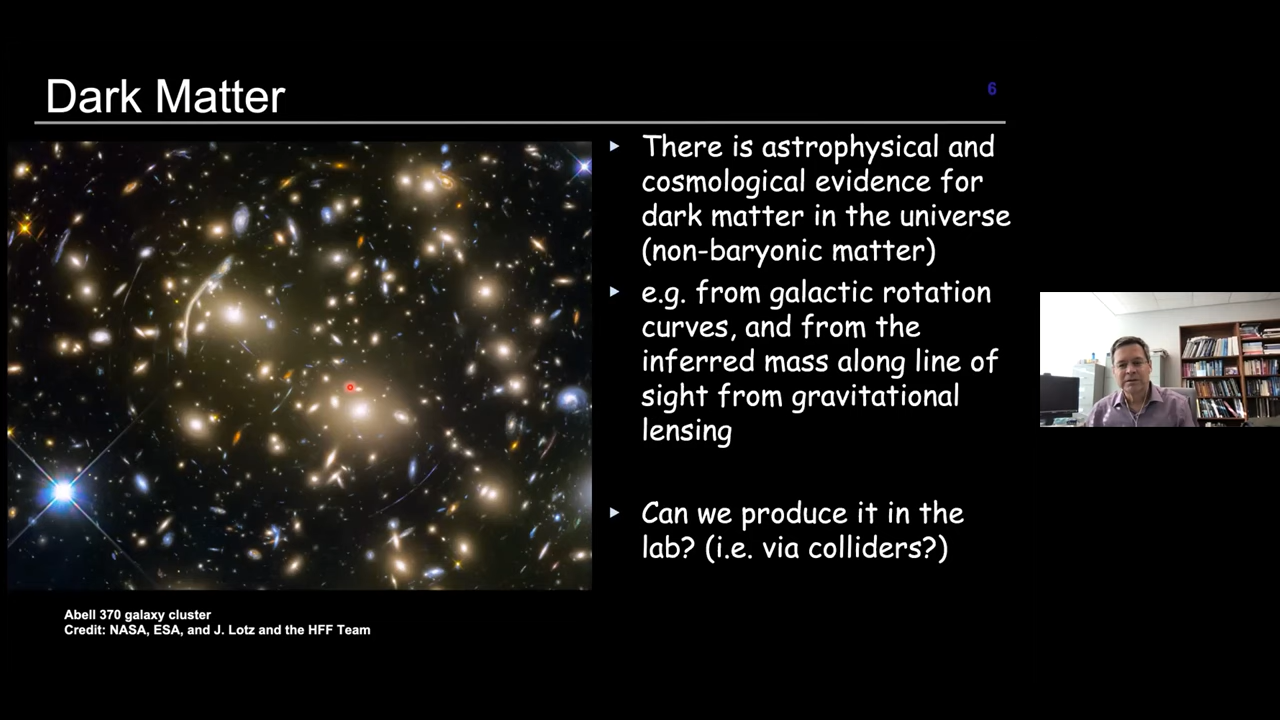 Dark Matter
6
There is astrophysical and
cosmological evidence for
dark matter in the universe
(non-baryonic matter)
e.g. from galactic rotation
curves, and from the
inferred mass along line of
sight from gravitational
lensing
Can we produce it in the
lab? (i.e. via colliders?)
Abell 370 galaxy cluster
Credit: NASA, ESA, and J. Lotz and the HFF Team